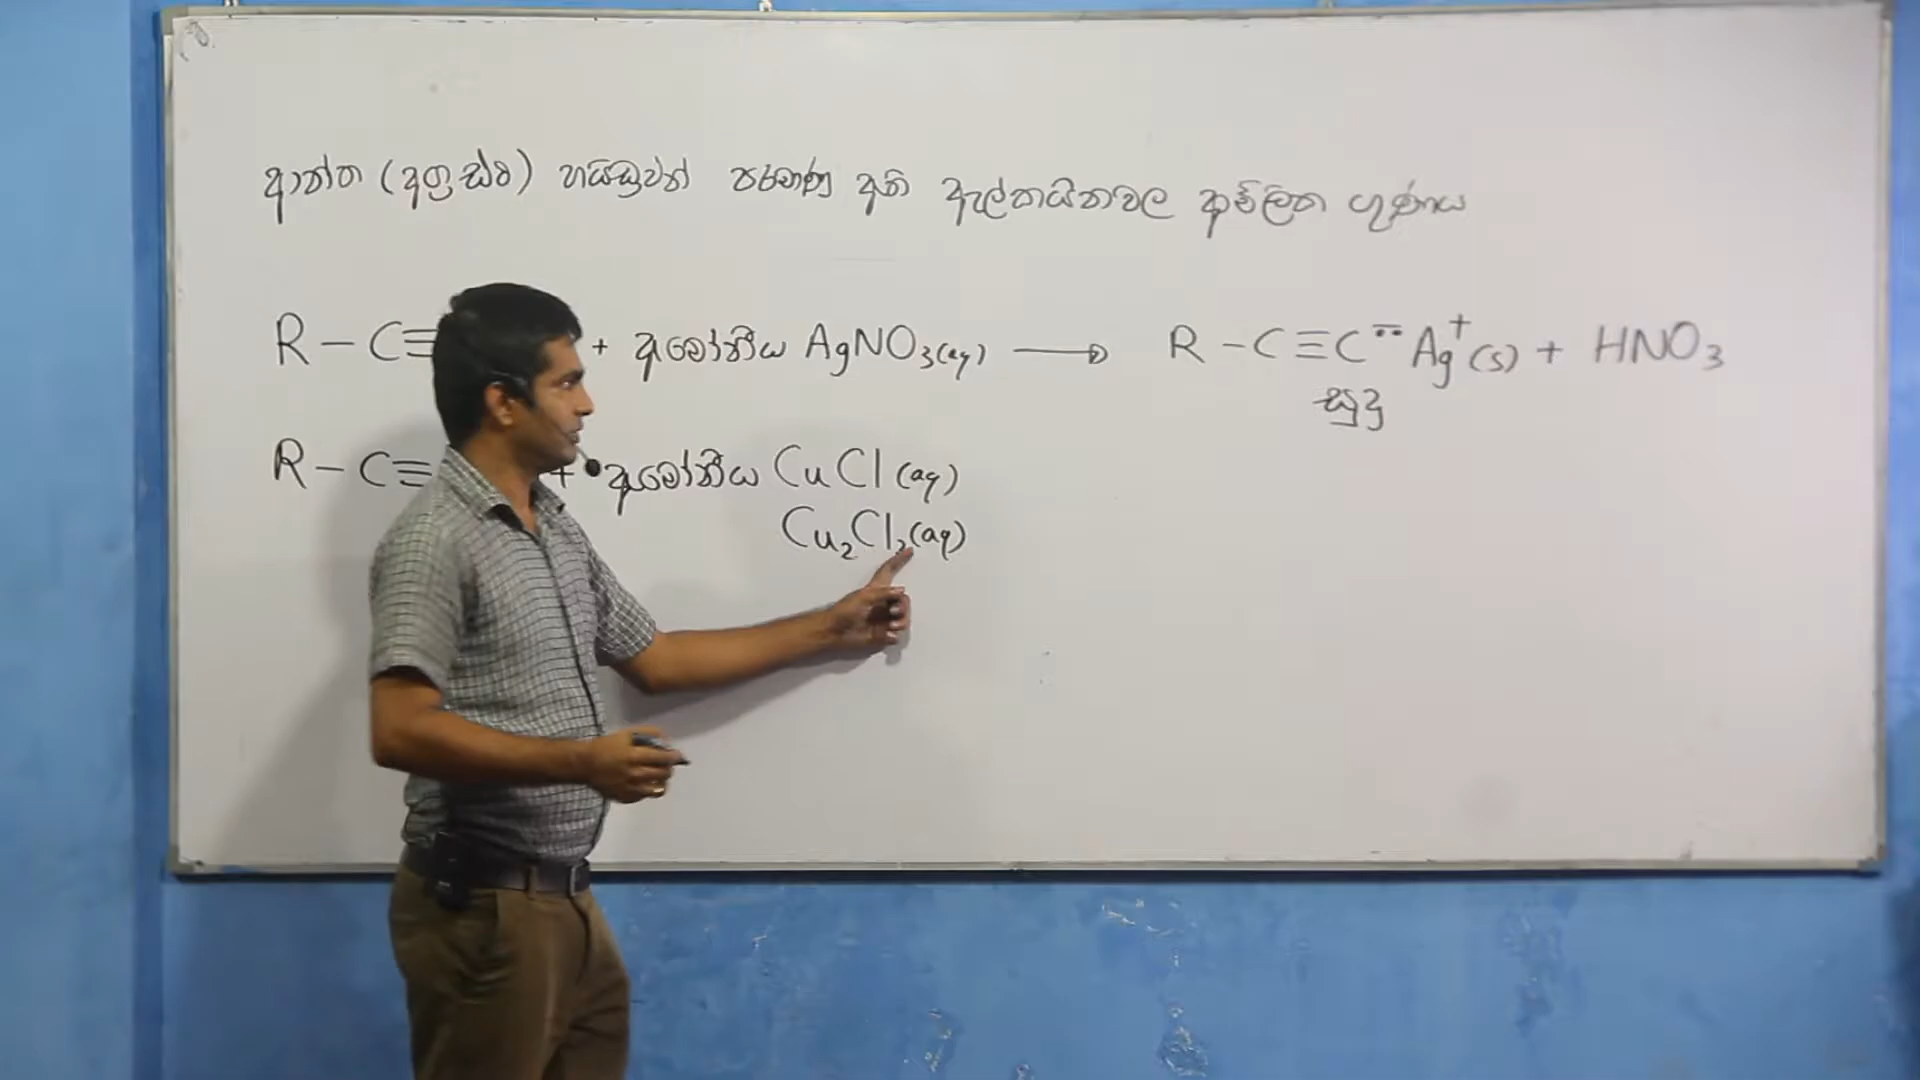 ආන්ත (අග්‍රස්ථ) හයිඩ්‍රජන් පරමාණු ඇති ඇල්කයිනවල ආම්ලික ගුණය
R – C≡ + ඇමෝනීය AgNO₃(aq) ⟶ R – C≡C⁻ Ag⁺(s) + HNO₃
සුදු
R – C≡ + ඇමෝනීය CuCl(aq)
Cu₂Cl₂(aq)